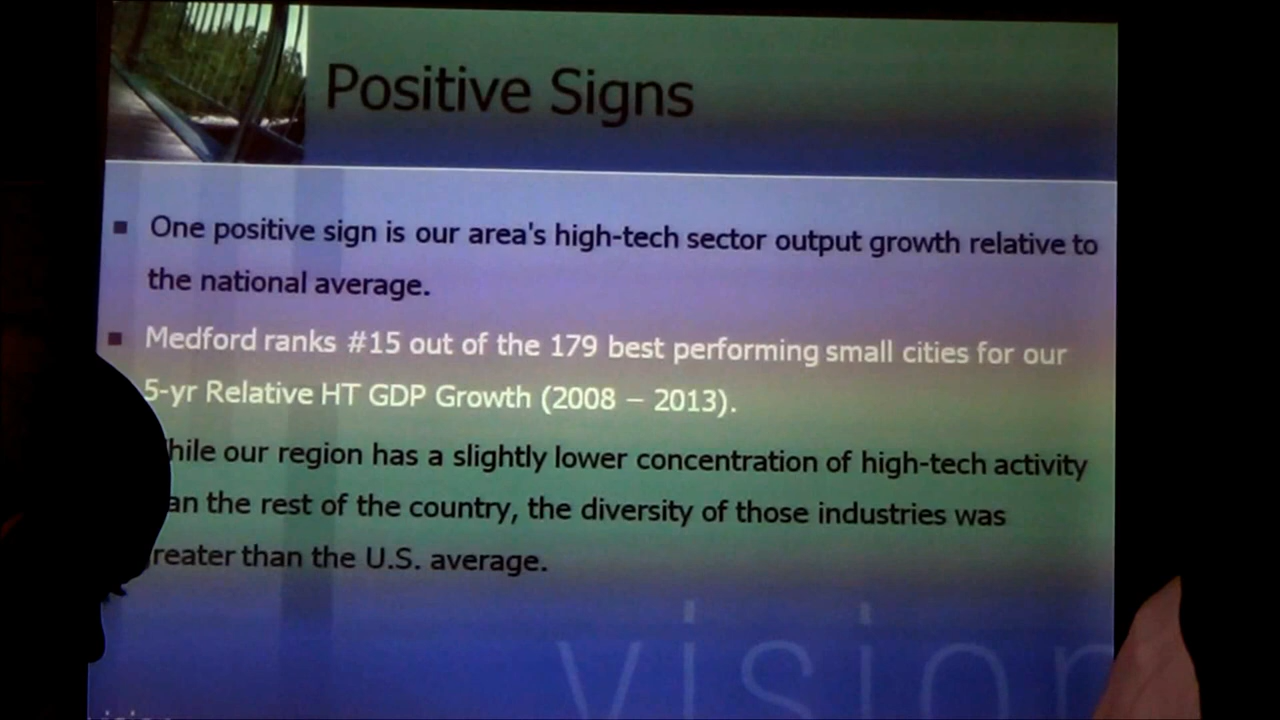 Positive Signs
One positive sign is our area's high-tech sector output growth relative to
the national average.
Medford ranks #15 out of the 179 best performing small cities for our
5-yr Relative HT GDP Growth (2008 – 2013).
hile our region has a slightly lower concentration of high-tech activity
an the rest of the country, the diversity of those industries was
reater than the U.S. average.
vision